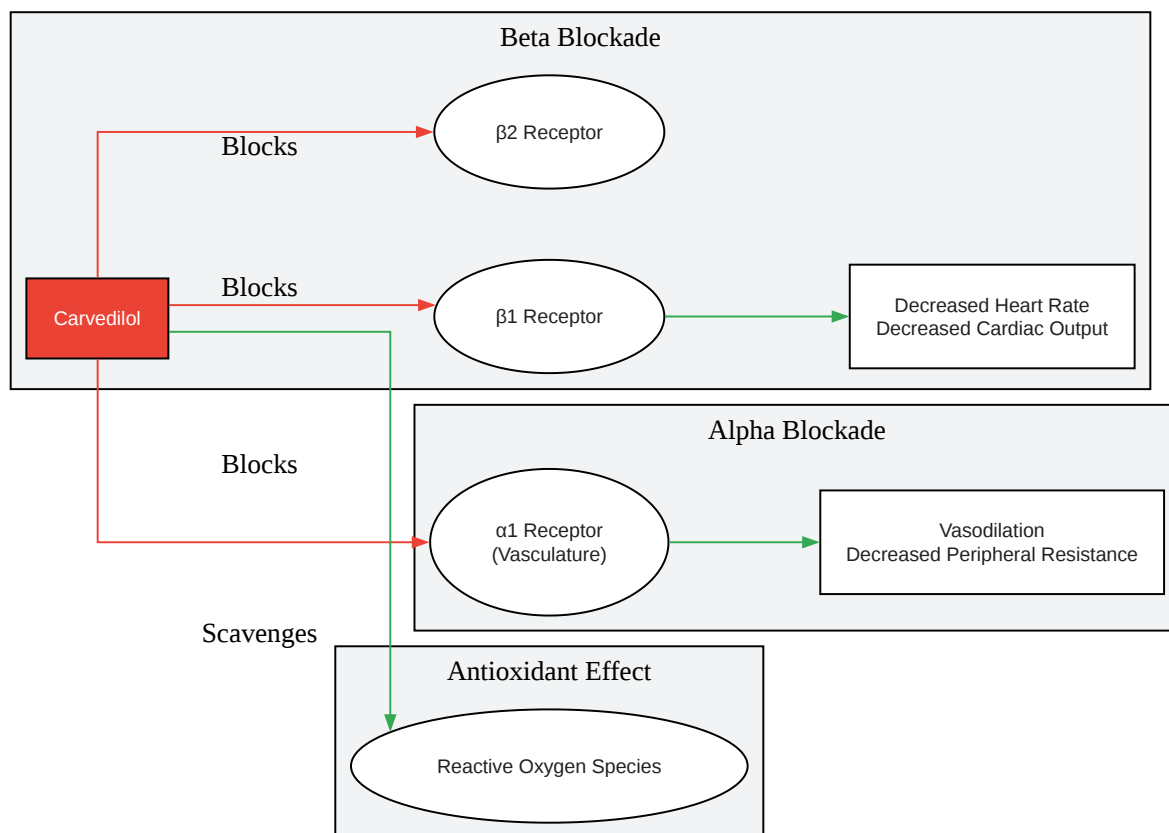 Beta Blockade
β2 Receptor
Blocks
Carvedilol
Blocks
β1 Receptor
Decreased Heart Rate
Decreased Cardiac Output
Alpha Blockade
Blocks
α1 Receptor
(Vasculature)
Vasodilation
Decreased Peripheral Resistance
Scavenges
Antioxidant Effect
Reactive Oxygen Species